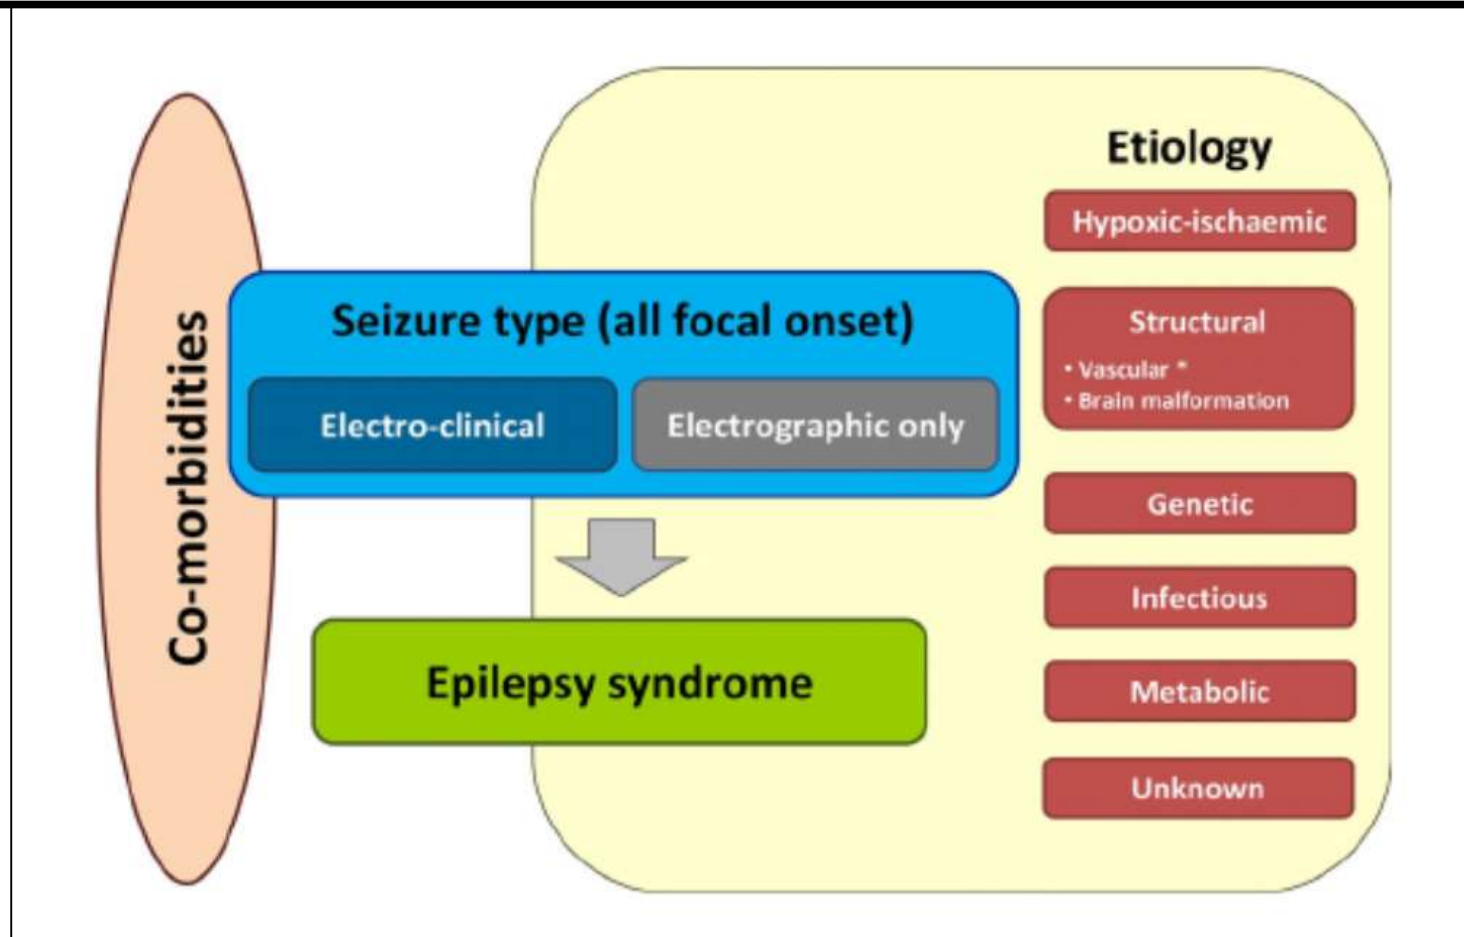 Co-morbidities
Seizure type (all focal onset)
Electro-clinical
Electrographic only
Epilepsy syndrome
Etiology
Hypoxic-ischaemic
Structural
• Vascular *
• Brain malformation
Genetic
Infectious
Metabolic
Unknown